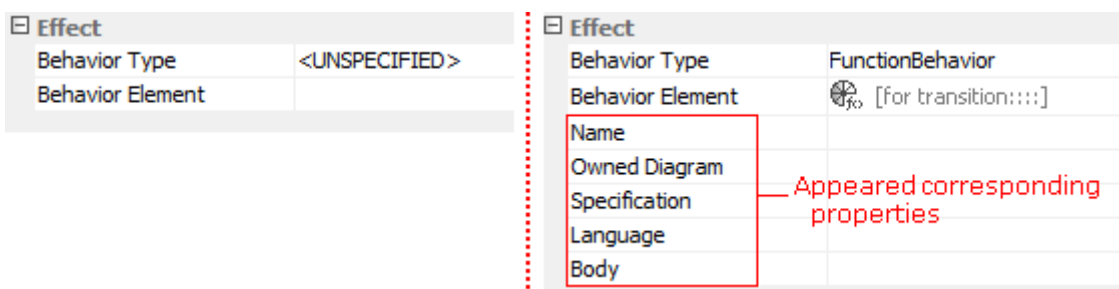 Effect
Behavior Type <UNSPECIFIED>
Behavior Element
Effect
Behavior Type FunctionBehavior
Behavior Element [for transition::::]
Name
Owned Diagram
Specification
Language
Body
Appeared corresponding
properties